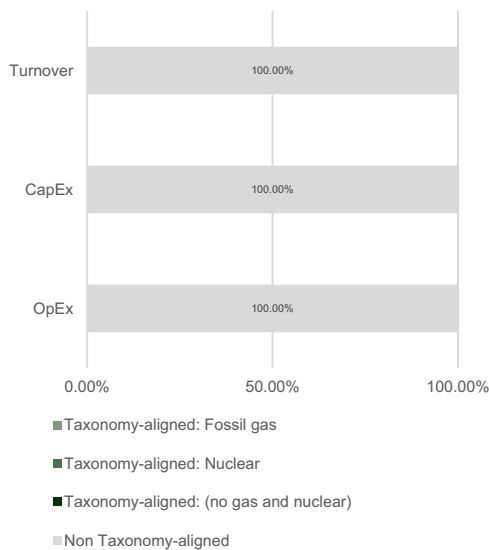 Turnover
100.00%
CapEx
100.00%
OpEx
100.00%
0.00% 50.00% 100.00%
Taxonomy-aligned: Fossil gas
Taxonomy-aligned: Nuclear
Taxonomy-aligned: (no gas and nuclear)
Non Taxonomy-aligned